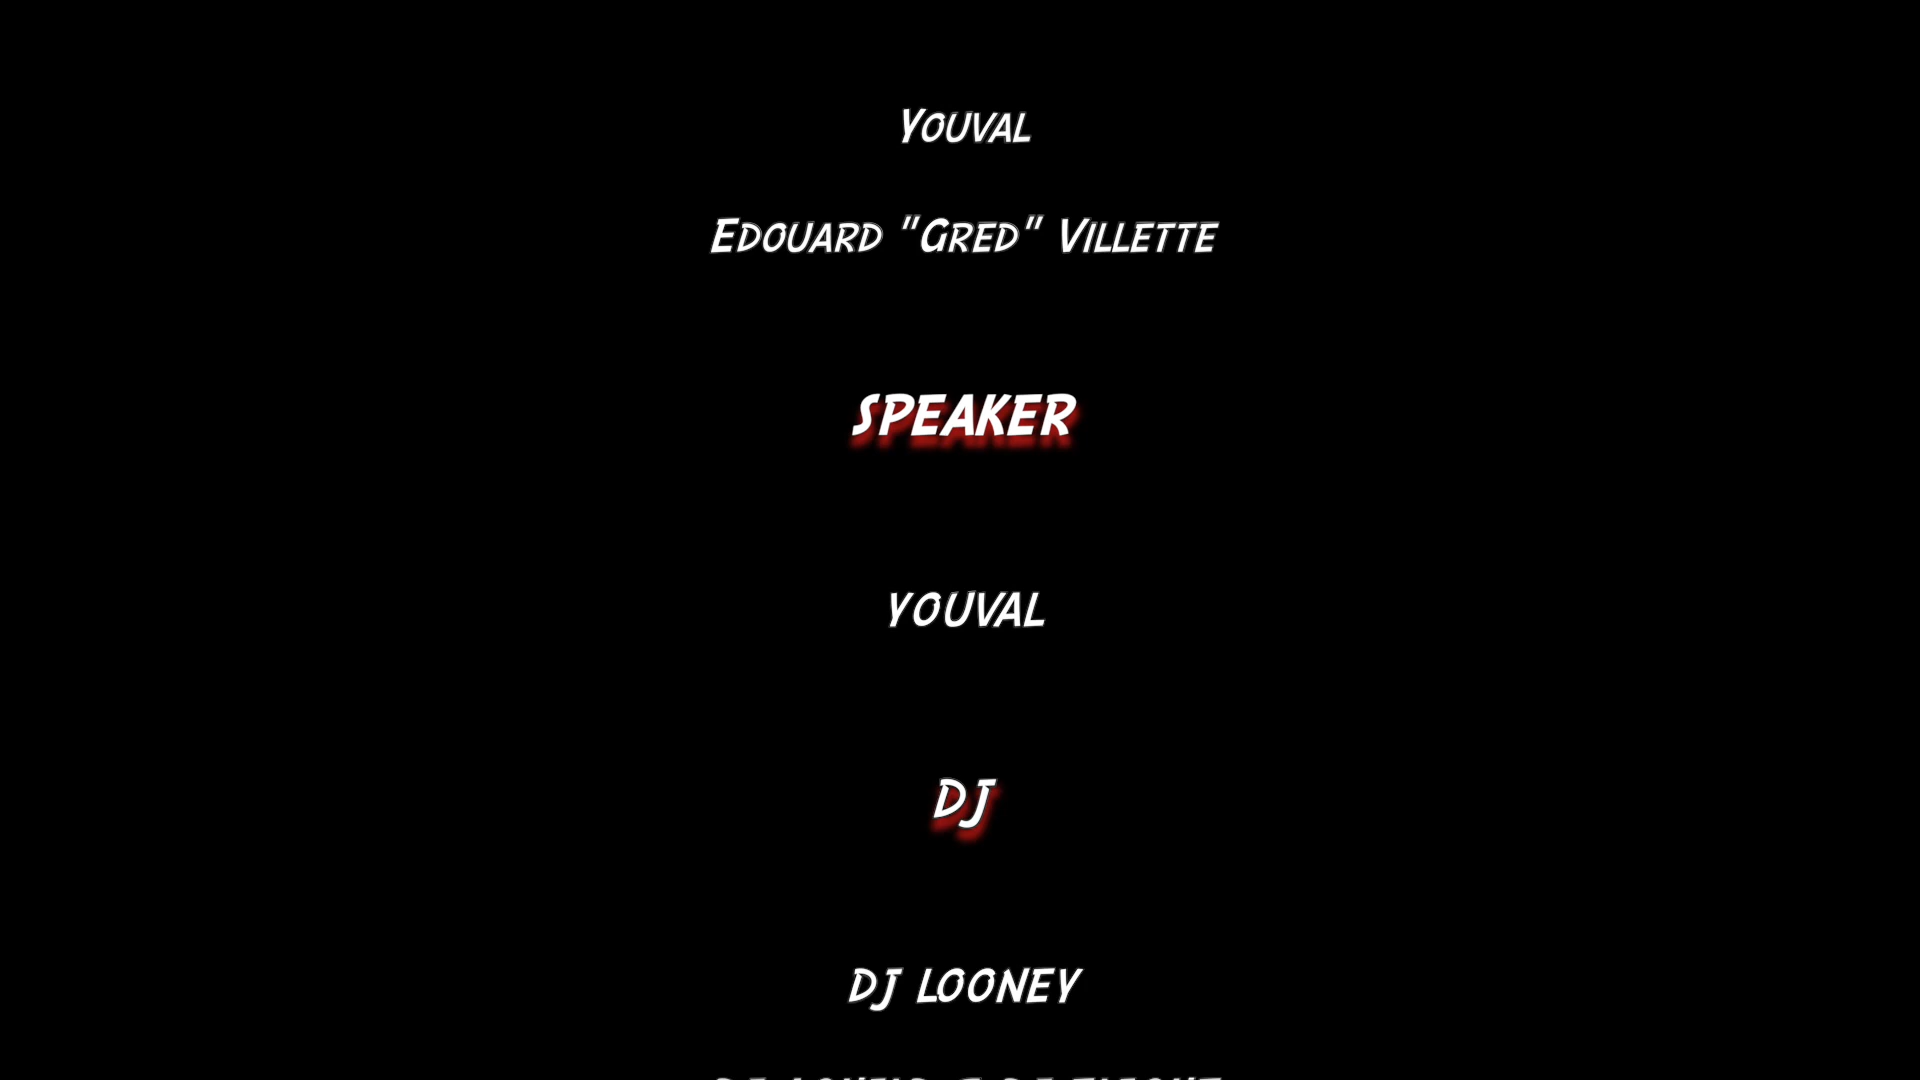 Youval
Edouard "Gred" Villette
SPEAKER
YOUVAL
DJ
DJ LOONEY